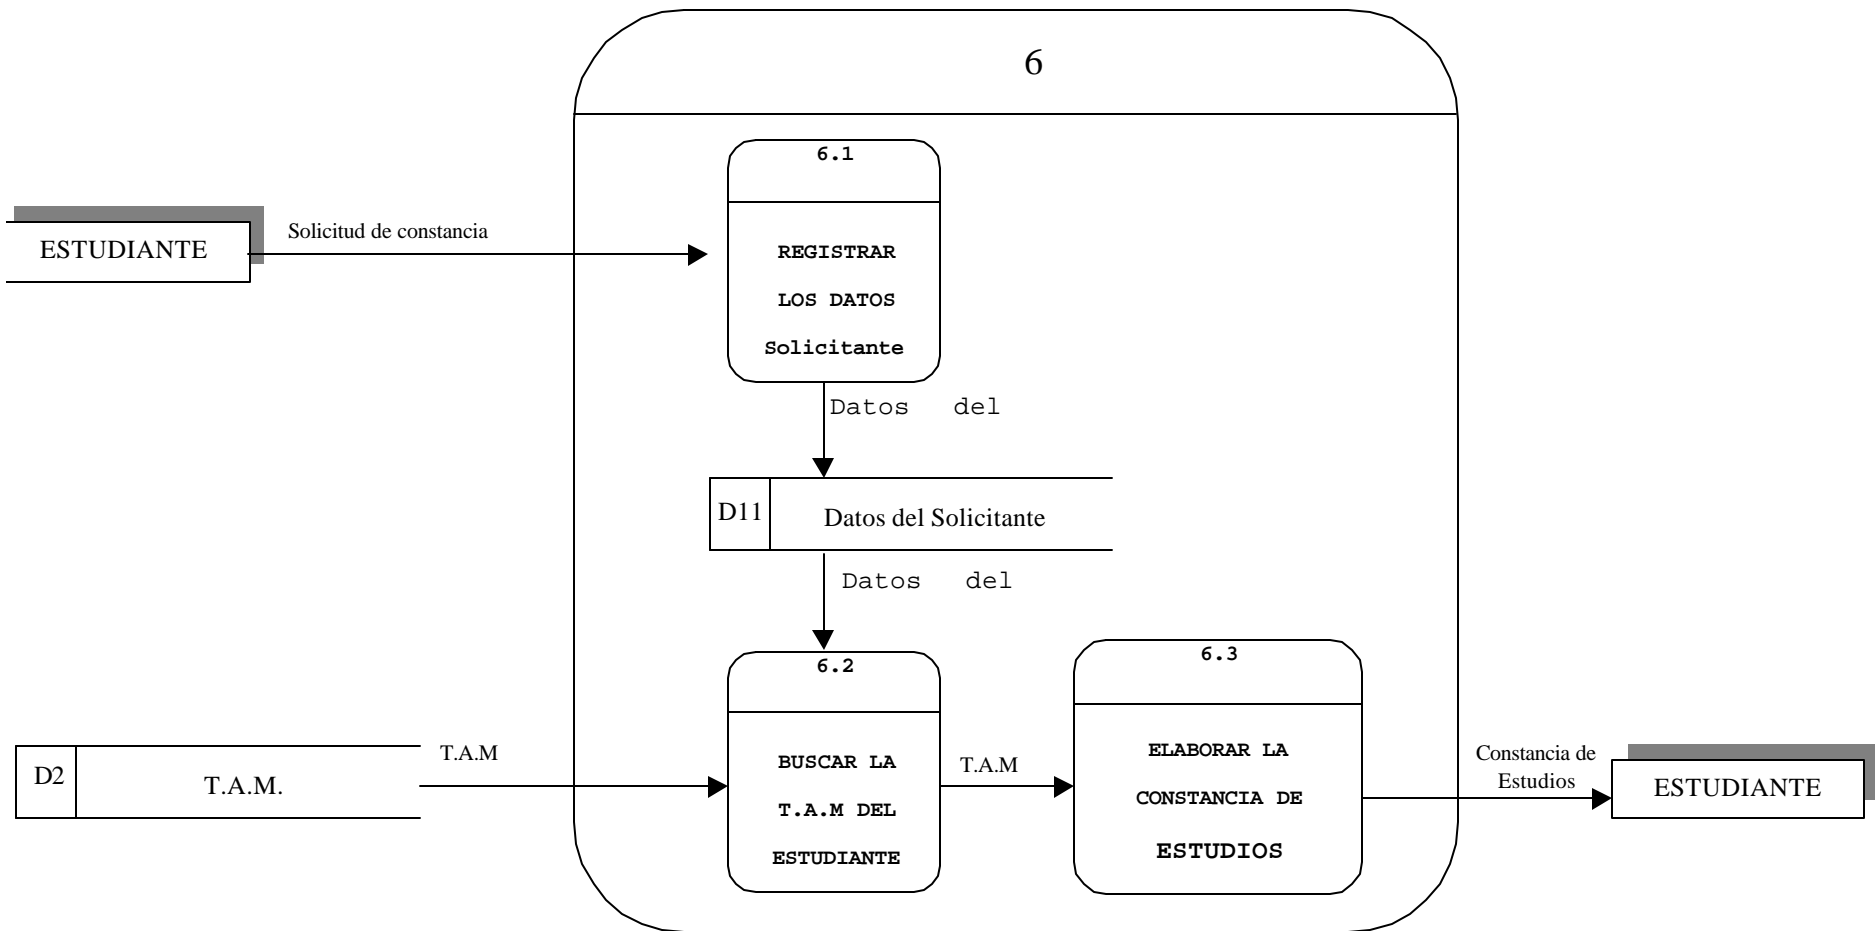 6
6.1
REGISTRAR
LOS DATOS
Solicitante
ESTUDIANTE
Solicitud de constancia
Datos del
D11
Datos del Solicitante
Datos del
6.2
BUSCAR LA
T.A.M DEL
ESTUDIANTE
D2
T.A.M.
T.A.M
T.A.M
6.3
ELABORAR LA
CONSTANCIA DE
ESTUDIOS
Constancia de
Estudios
ESTUDIANTE